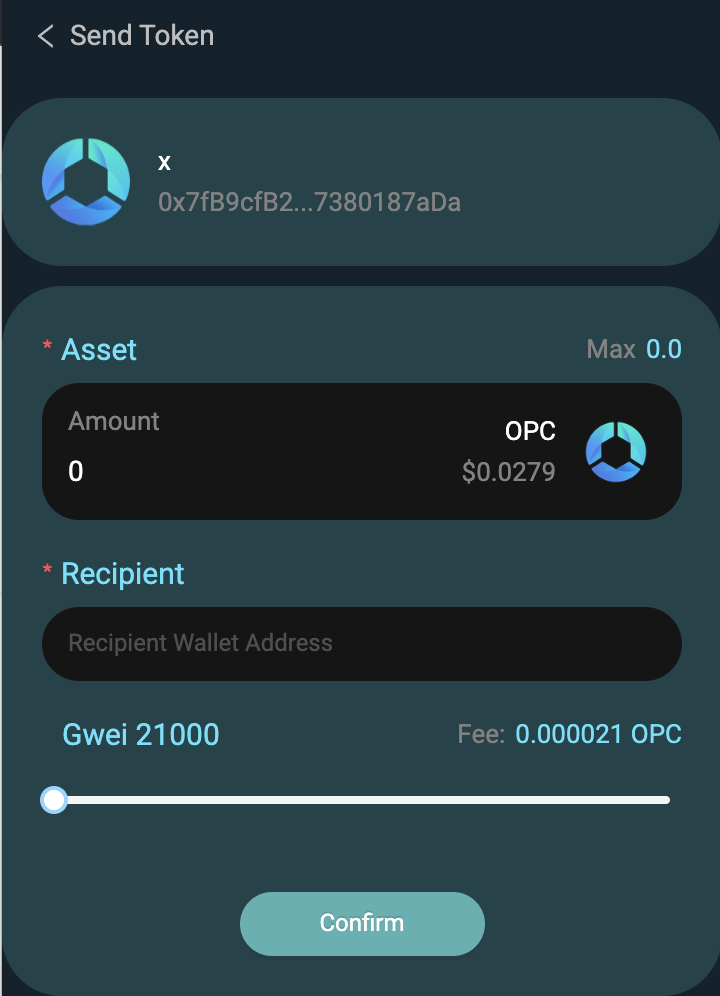 Send Token
x
0x7fB9cfB2...7380187aDa
* Asset
Max 0.0
Amount
0
OPC
$0.0279
* Recipient
Recipient Wallet Address
Gwei 21000
Fee: 0.000021 OPC
Confirm